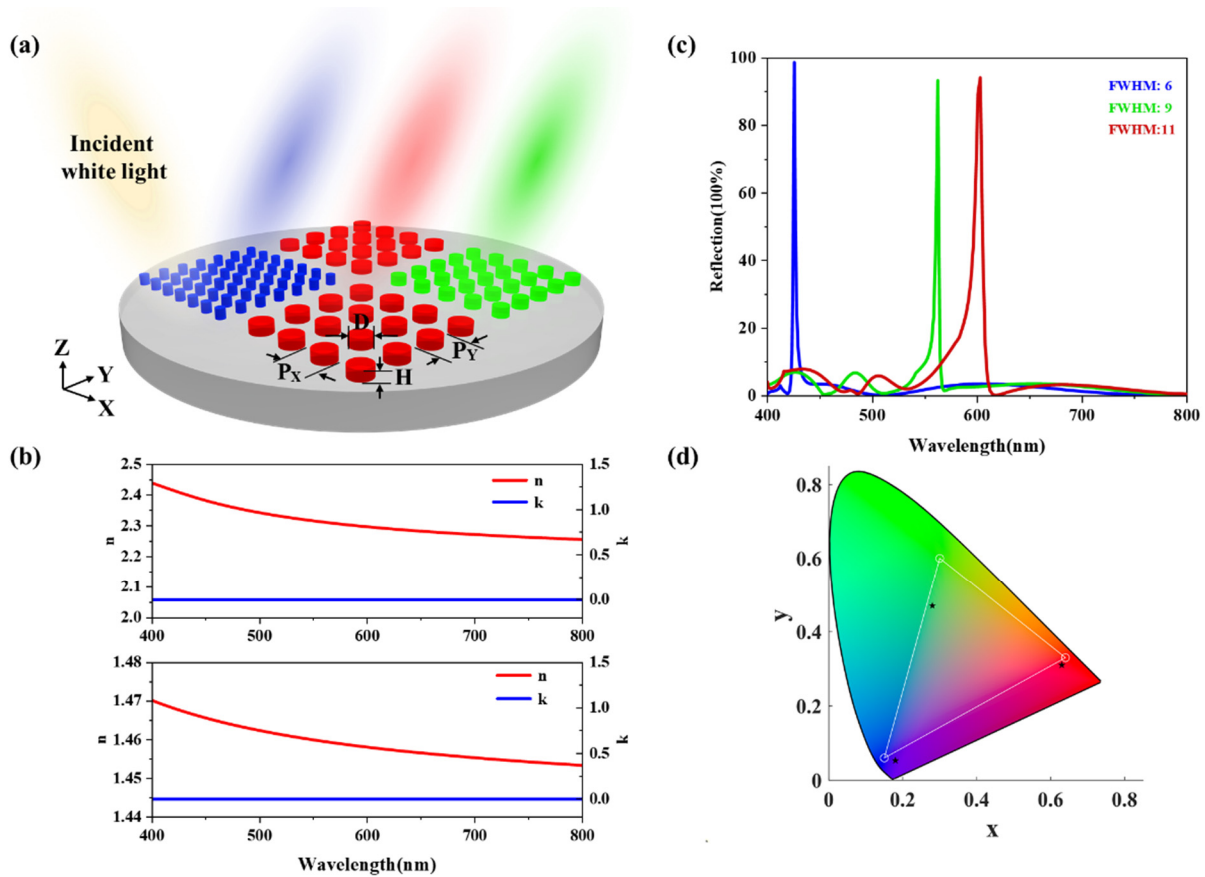 (a)
Incident
white light
D
PX
PY
H
Z
Y
X
(b)
2.5
2.4
2.3
2.2
2.1
2.0
n
1.5
1.0
0.5
0.0
k
n
k
400
500
600
700
800
1.48
1.47
1.46
1.45
1.44
n
1.5
1.0
0.5
0.0
k
n
k
400
500
600
700
800
Wavelength(nm)
(c)
100
80
60
40
20
0
Reflection(100%)
FWHM: 6
FWHM: 9
FWHM:11
400
500
600
700
800
Wavelength(nm)
(d)
0.8
0.6
0.4
0.2
0
y
0
0.2
0.4
0.6
0.8
x